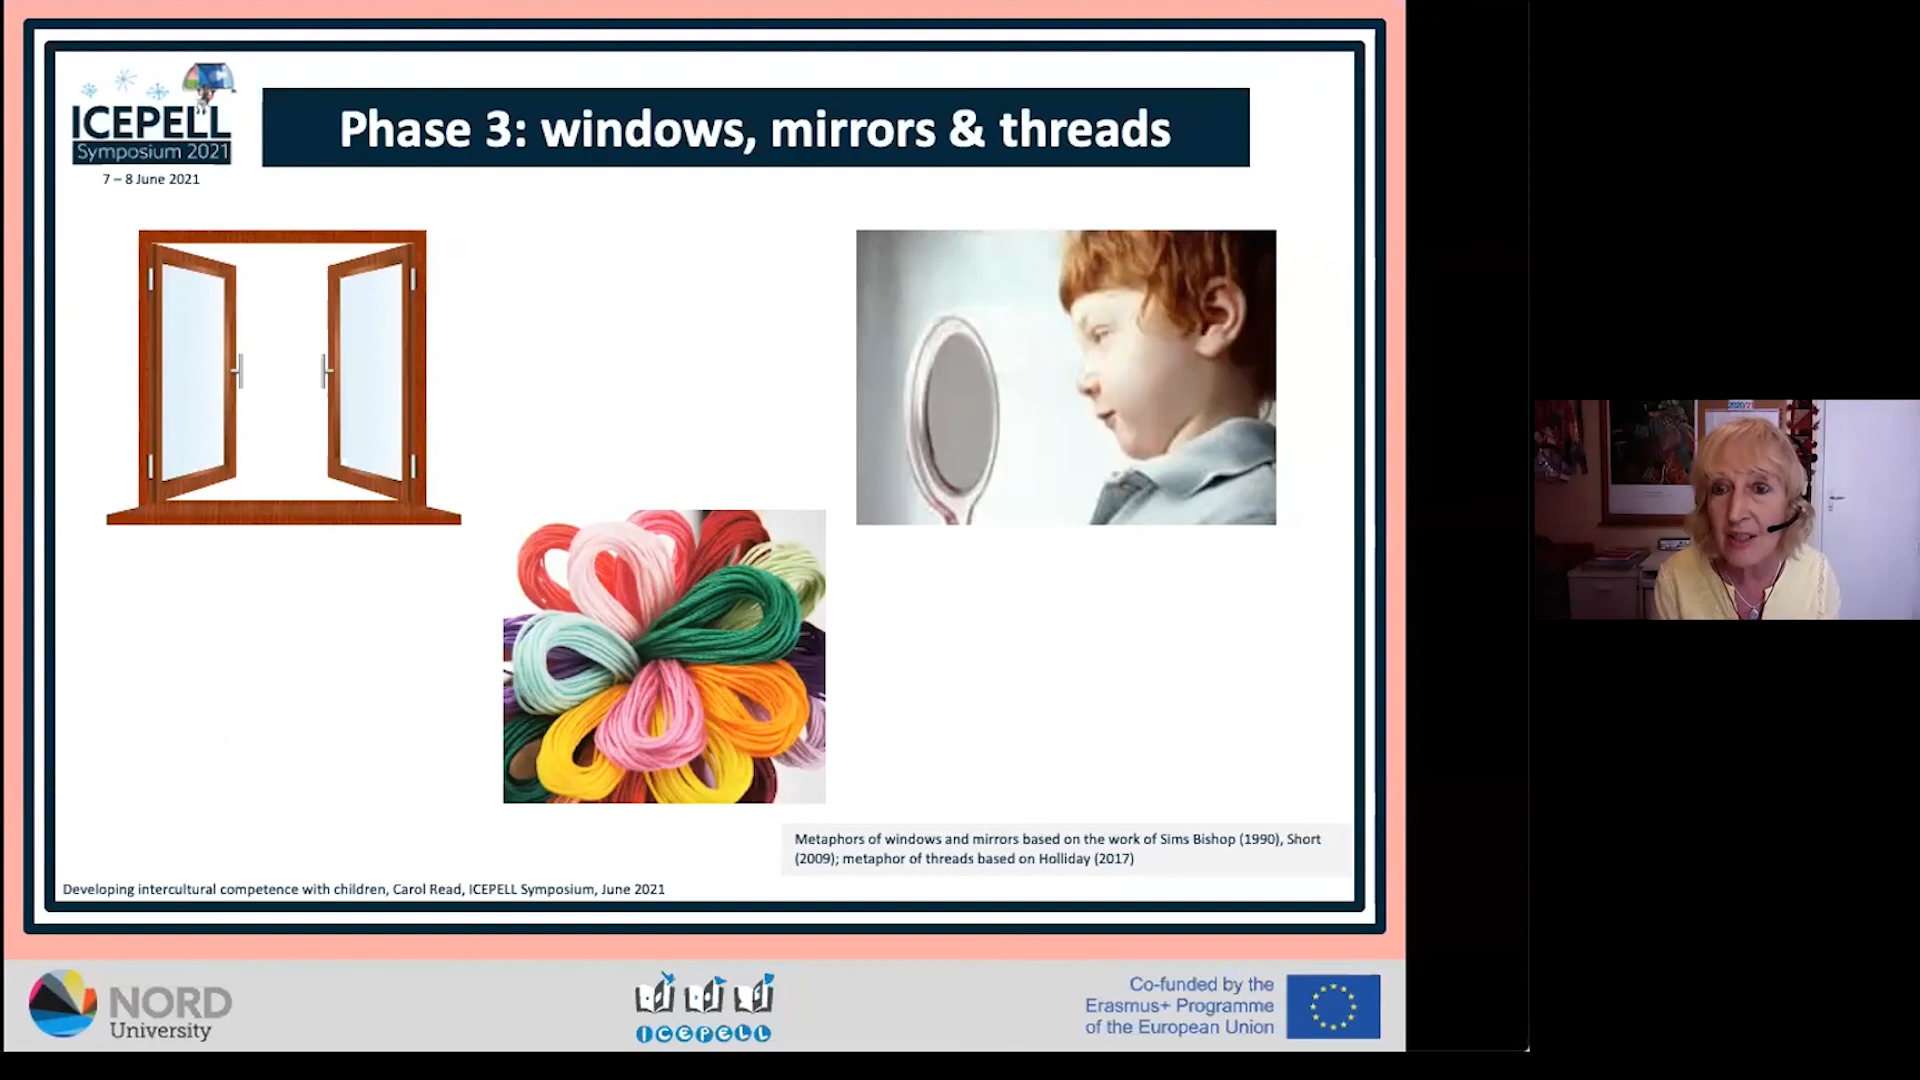 ICEPELL
Symposium 2021
7 – 8 June 2021
Phase 3: windows, mirrors & threads
2020/21
Metaphors of windows and mirrors based on the work of Sims Bishop (1990), Short
(2009); metaphor of threads based on Holliday (2017)
Developing intercultural competence with children, Carol Read, ICEPELL Symposium, June 2021
NORD
University
ICEPELL
Co-funded by the
Erasmus+ Programme
of the European Union